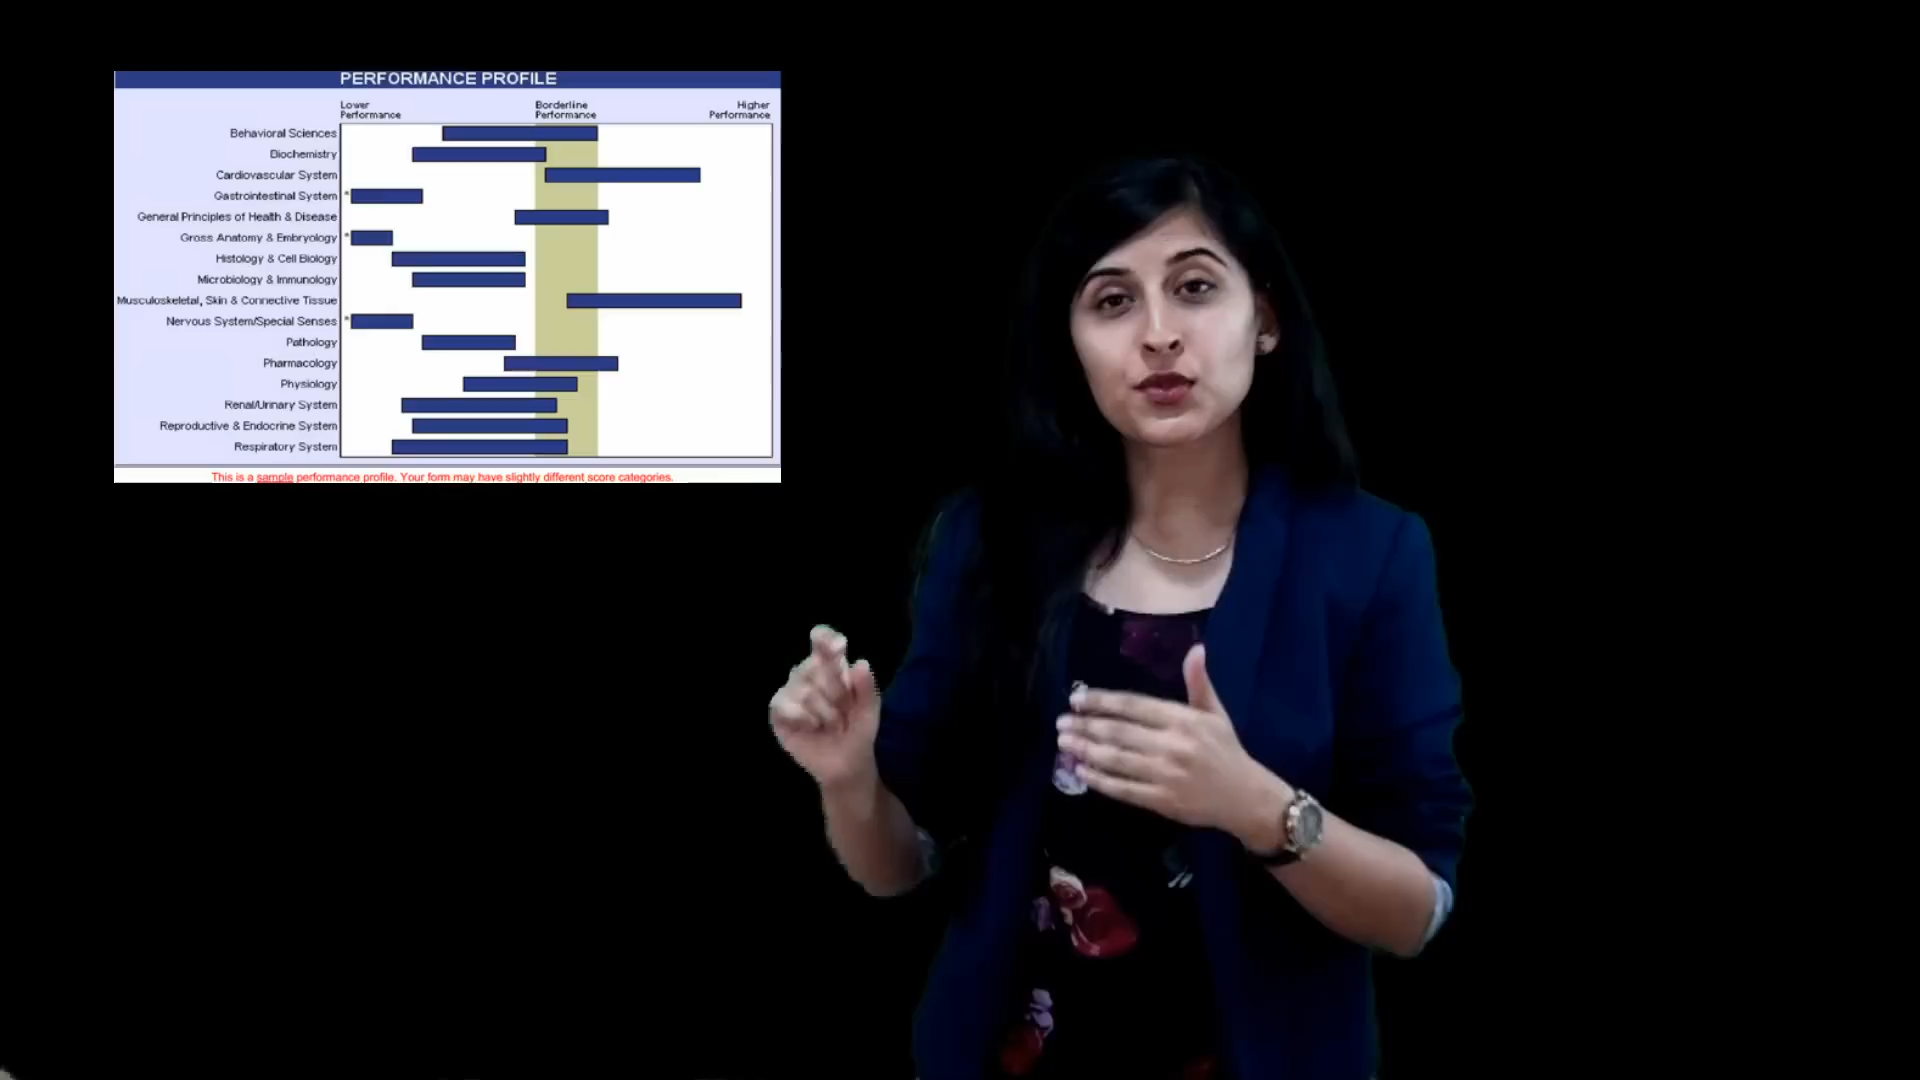 PERFORMANCE PROFILE
Lower Performance
Borderline Performance
Higher Performance
Behavioral Sciences
Biochemistry
Cardiovascular System
Gastrointestinal System *
General Principles of Health & Disease
Gross Anatomy & Embryology *
Histology & Cell Biology
Microbiology & Immunology
Musculoskeletal, Skin & Connective Tissue
Nervous System/Special Senses *
Pathology
Pharmacology
Physiology
Renal/Urinary System
Reproductive & Endocrine System
Respiratory System
This is a sample performance profile. Your form may have slightly different score categories.